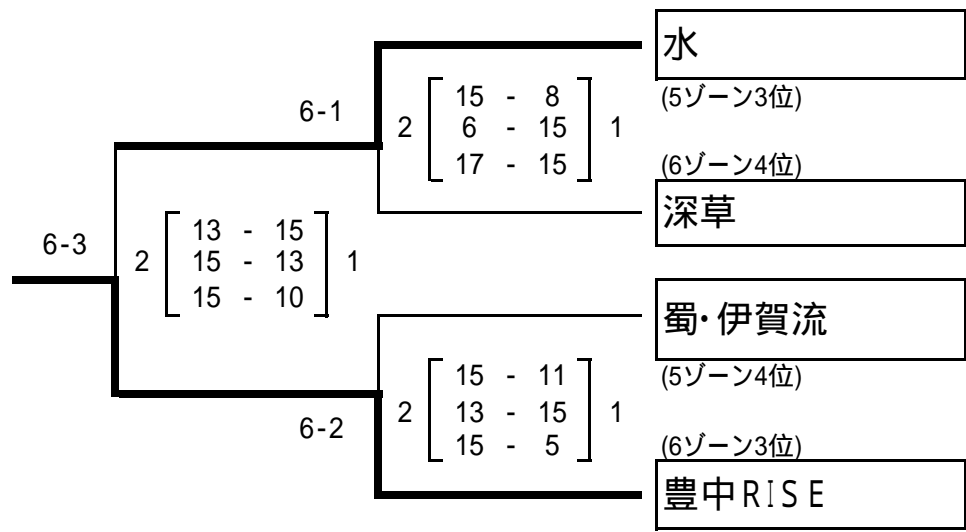 水
(5ゾーン3位)
6-1
2 15 - 8 1
6 - 15
17 - 15
(6ゾーン4位)
深草
6-3
2 13 - 15 1
15 - 13
15 - 10
蜀・伊賀流
(5ゾーン4位)
6-2
2 15 - 11 1
13 - 15
15 - 5
(6ゾーン3位)
豊中RISE